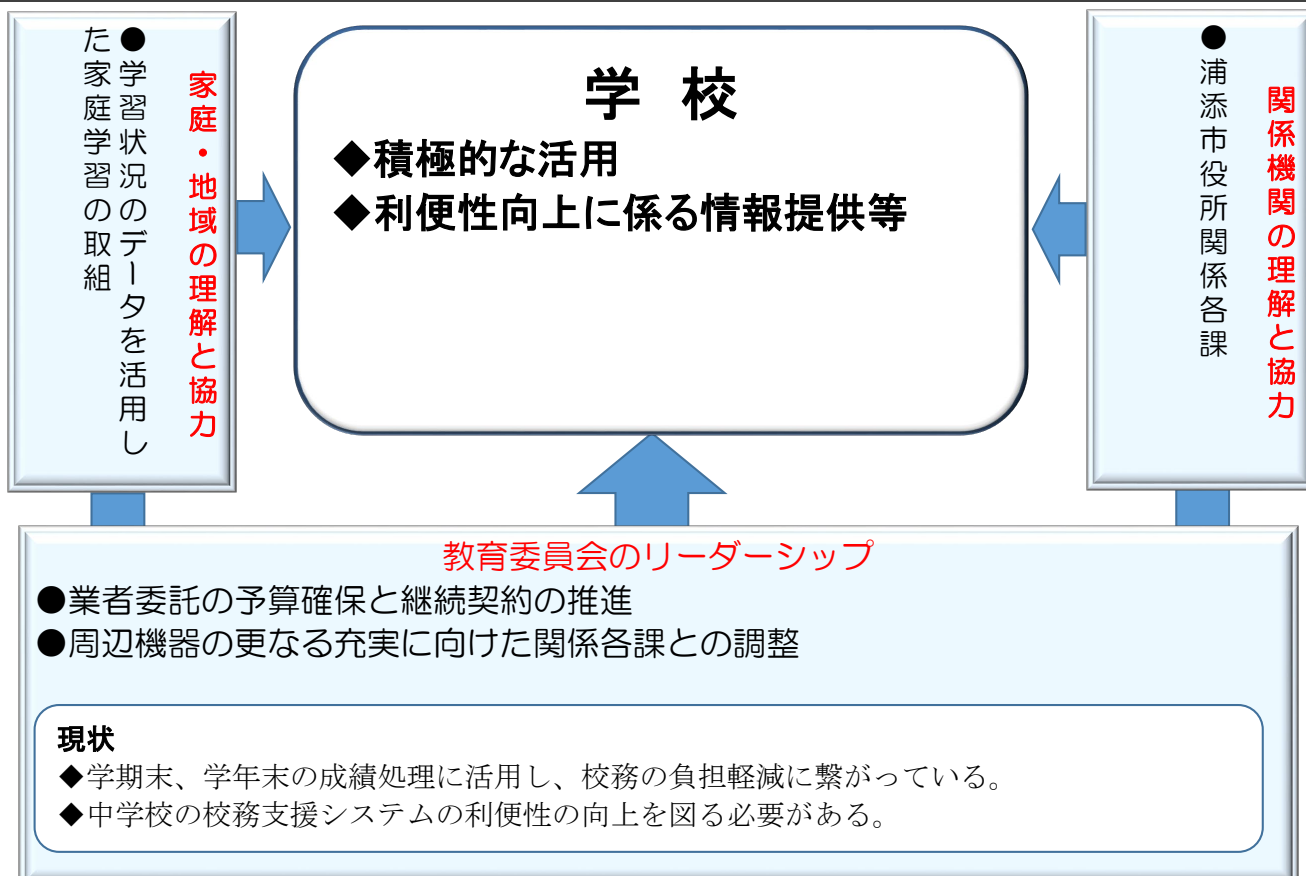 家庭・地域の理解と協力
●学習状況のデータを活用し
た家庭学習の取組
学 校
◆積極的な活用
◆利便性向上に係る情報提供等
関係機関の理解と協力
●浦添市役所関係各課
教育委員会のリーダーシップ
●業者委託の予算確保と継続契約の推進
●周辺機器の更なる充実に向けた関係各課との調整
現状
◆学期末、学年末の成績処理に活用し、校務の負担軽減に繋がっている。
◆中学校の校務支援システムの利便性の向上を図る必要がある。